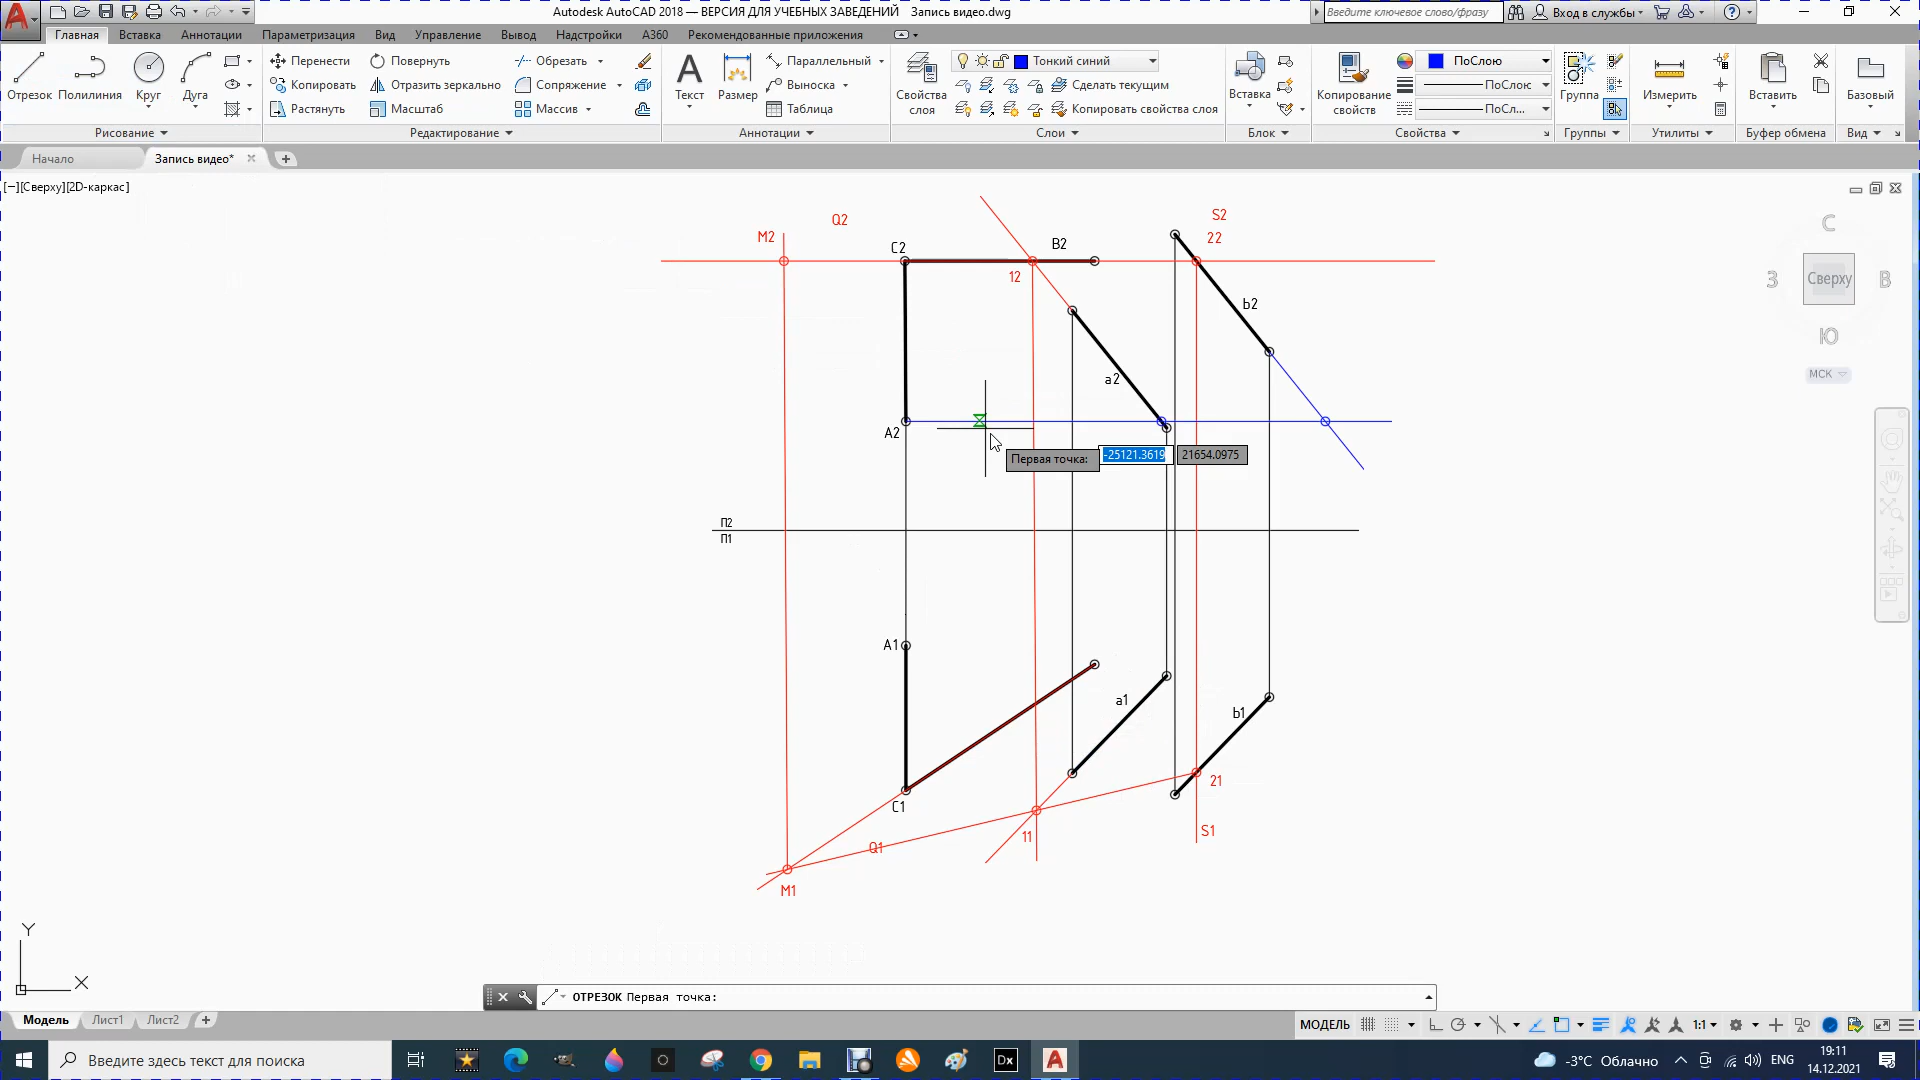 Autodesk AutoCAD 2018 — ВЕРСИЯ ДЛЯ УЧЕБНЫХ ЗАВЕДЕНИЙ Запись видео.dwg
Введите ключевое слово/фразу
Вход в службы
Главная Вставка Аннотации Параметризация Вид Управление Вывод Надстройки A360 Рекомендованные приложения
Отрезок Полилиния Круг Дуга
Перенести Повернуть Обрезать
Копировать Отразить зеркально Сопряжение
Растянуть Масштаб Массив
Текст Размер
Параллельный
Выноска
Таблица
Свойства слоя
Тонкий синий
Сделать текущим
Копировать свойства слоя
Вставка
Копирование свойств
ПоСлою
ПоСлою
ПоСл...
Группа
Измерить
Вставить
Базовый
Рисование Редактирование Аннотации Слои Блок Свойства Группы Утилиты Буфер обмена Вид
Начало Запись видео*
[−][Сверху][2D-каркас]
С
З Сверху В
Ю
МСК
Q2
S2
M2
22
C2
B2
12
b2
a2
A2
Первая точка: -25121.3619 21654.0975
П2
П1
A1
a1
b1
21
C1
S1
11
Q1
M1
Y
X
ОТРЕЗОК Первая точка:
Модель Лист1 Лист2
МОДЕЛЬ 1:1
Введите здесь текст для поиска
Dx
-3°C Облачно
ENG
19:11
14.12.2021